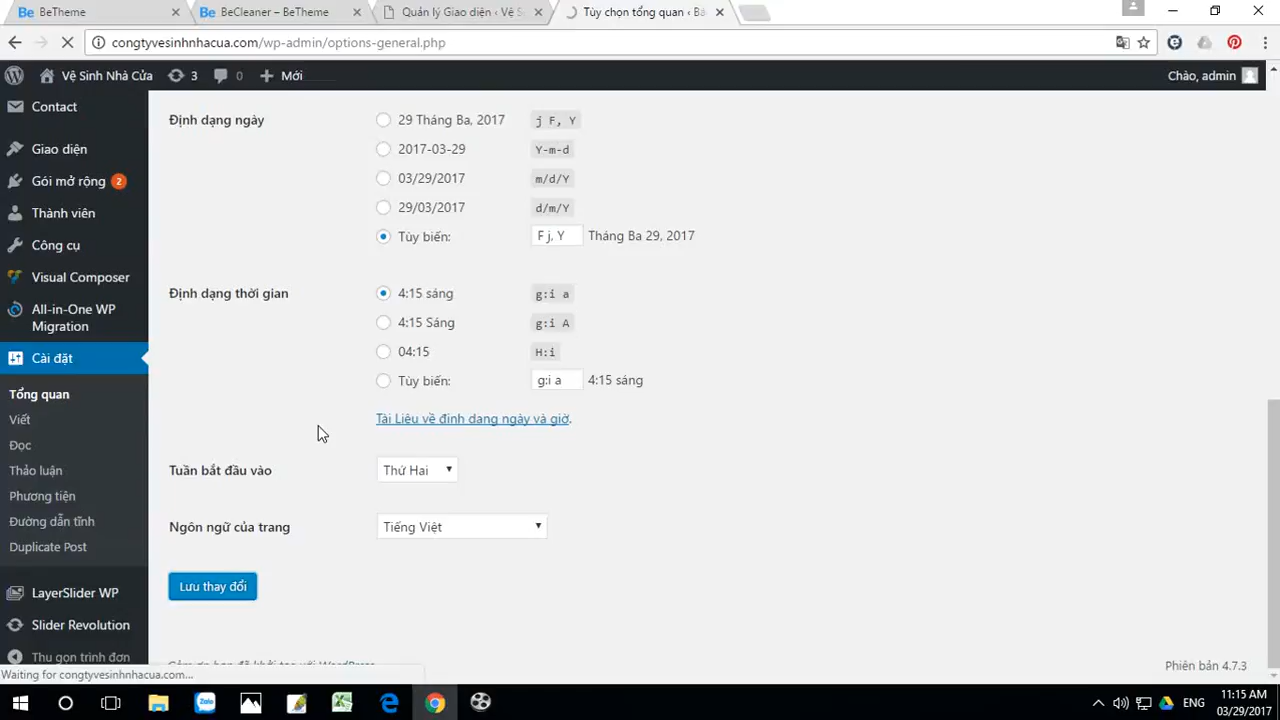 BeTheme
BeCleaner – BeTheme
Quản lý Giao diện ‹ Vệ S
Tùy chọn tổng quan ‹ Bả
congtyvesinhnhacua.com/wp-admin/options-general.php
Vệ Sinh Nhà Cửa
3
0
Mới
Chào, admin
Contact
Giao diện
Gói mở rộng 2
Thành viên
Công cụ
Visual Composer
All-in-One WP
Migration
Cài đặt
Tổng quan
Viết
Đọc
Thảo luận
Phương tiện
Đường dẫn tĩnh
Duplicate Post
LayerSlider WP
Slider Revolution
Thu gọn trình đơn
Định dạng ngày
29 Tháng Ba, 2017 j F, Y
2017-03-29 Y-m-d
03/29/2017 m/d/Y
29/03/2017 d/m/Y
Tùy biến: F j, Y Tháng Ba 29, 2017
Định dạng thời gian
4:15 sáng g:i a
4:15 Sáng g:i A
04:15 H:i
Tùy biến: g:i a 4:15 sáng
Tài Liệu về định dạng ngày và giờ.
Tuần bắt đầu vào Thứ Hai
Ngôn ngữ của trang Tiếng Việt
Lưu thay đổi
Phiên bản 4.7.3
Waiting for congtyvesinhnhacua.com...
Zalo
ENG
11:15 AM
03/29/2017